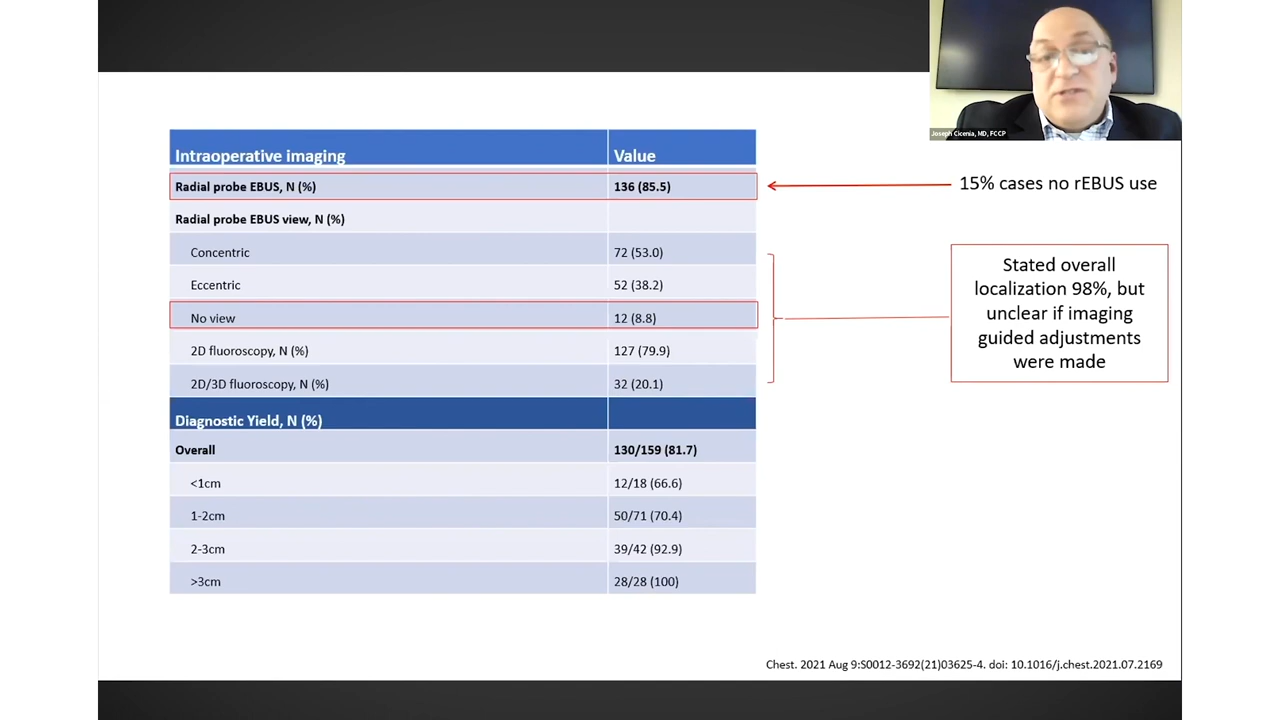 Joseph Cicenia, MD, FCCP
Intraoperative imaging Value
Radial probe EBUS, N (%) 136 (85.5)
15% cases no rEBUS use
Radial probe EBUS view, N (%)
Concentric 72 (53.0)
Eccentric 52 (38.2)
No view 12 (8.8)
2D fluoroscopy, N (%) 127 (79.9)
2D/3D fluoroscopy, N (%) 32 (20.1)
Stated overall
localization 98%, but
unclear if imaging
guided adjustments
were made
Diagnostic Yield, N (%)
Overall 130/159 (81.7)
<1cm 12/18 (66.6)
1-2cm 50/71 (70.4)
2-3cm 39/42 (92.9)
>3cm 28/28 (100)
Chest. 2021 Aug 9:S0012-3692(21)03625-4. doi: 10.1016/j.chest.2021.07.2169